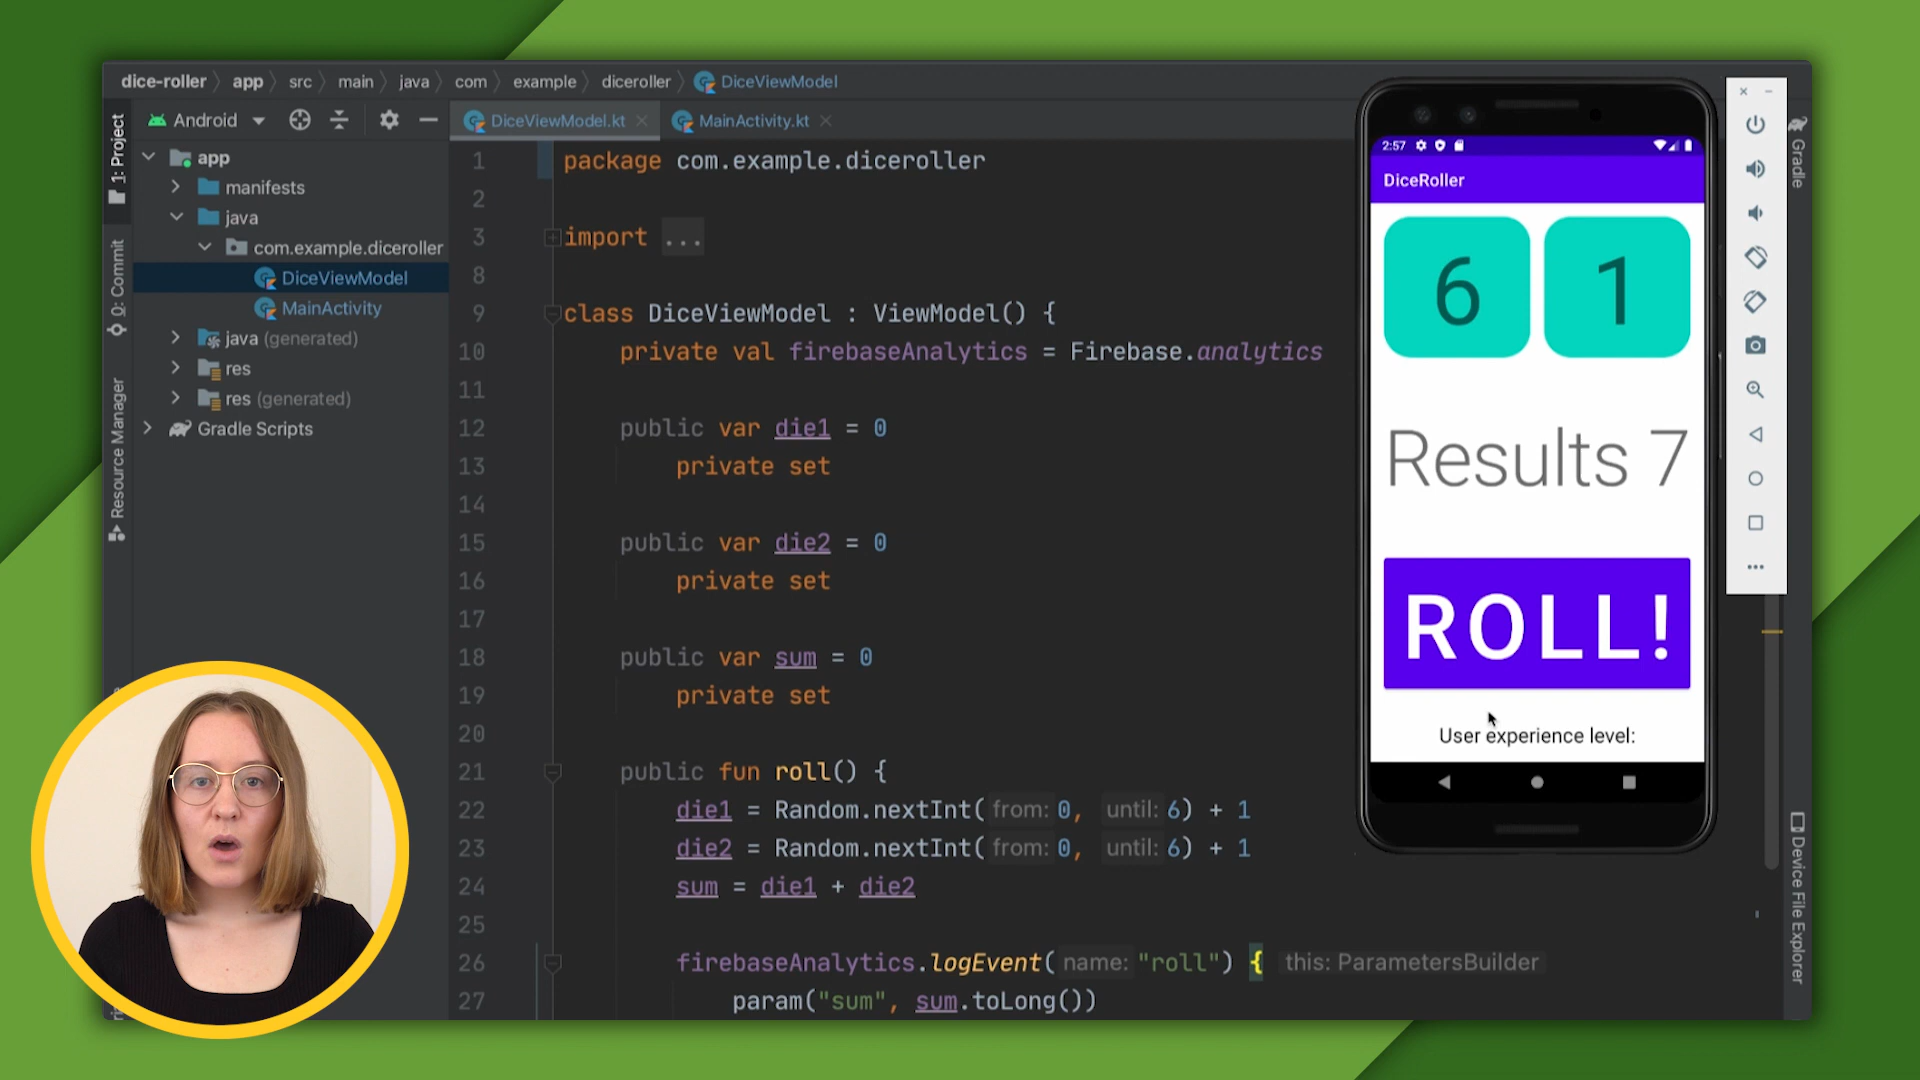 dice-roller app src main java com example diceroller DiceViewModel
1: Project
0: Commit
Resource Manager
Android
app
manifests
java
com.example.diceroller
DiceViewModel
MainActivity
java (generated)
res
res (generated)
Gradle Scripts
DiceViewModel.kt MainActivity.kt
1 package com.example.diceroller
2
3 import ...
8
9 class DiceViewModel : ViewModel() {
10 private val firebaseAnalytics = Firebase.analytics
11
12 public var die1 = 0
13 private set
14
15 public var die2 = 0
16 private set
17
18 public var sum = 0
19 private set
20
21 public fun roll() {
22 die1 = Random.nextInt( from: 0, until: 6) + 1
23 die2 = Random.nextInt( from: 0, until: 6) + 1
24 sum = die1 + die2
25
26 firebaseAnalytics.logEvent( name: "roll") { this: ParametersBuilder
27 param("sum", sum.toLong())
2:57
DiceRoller
6 1
Results 7
ROLL!
User experience level:
Gradle
Device File Explorer